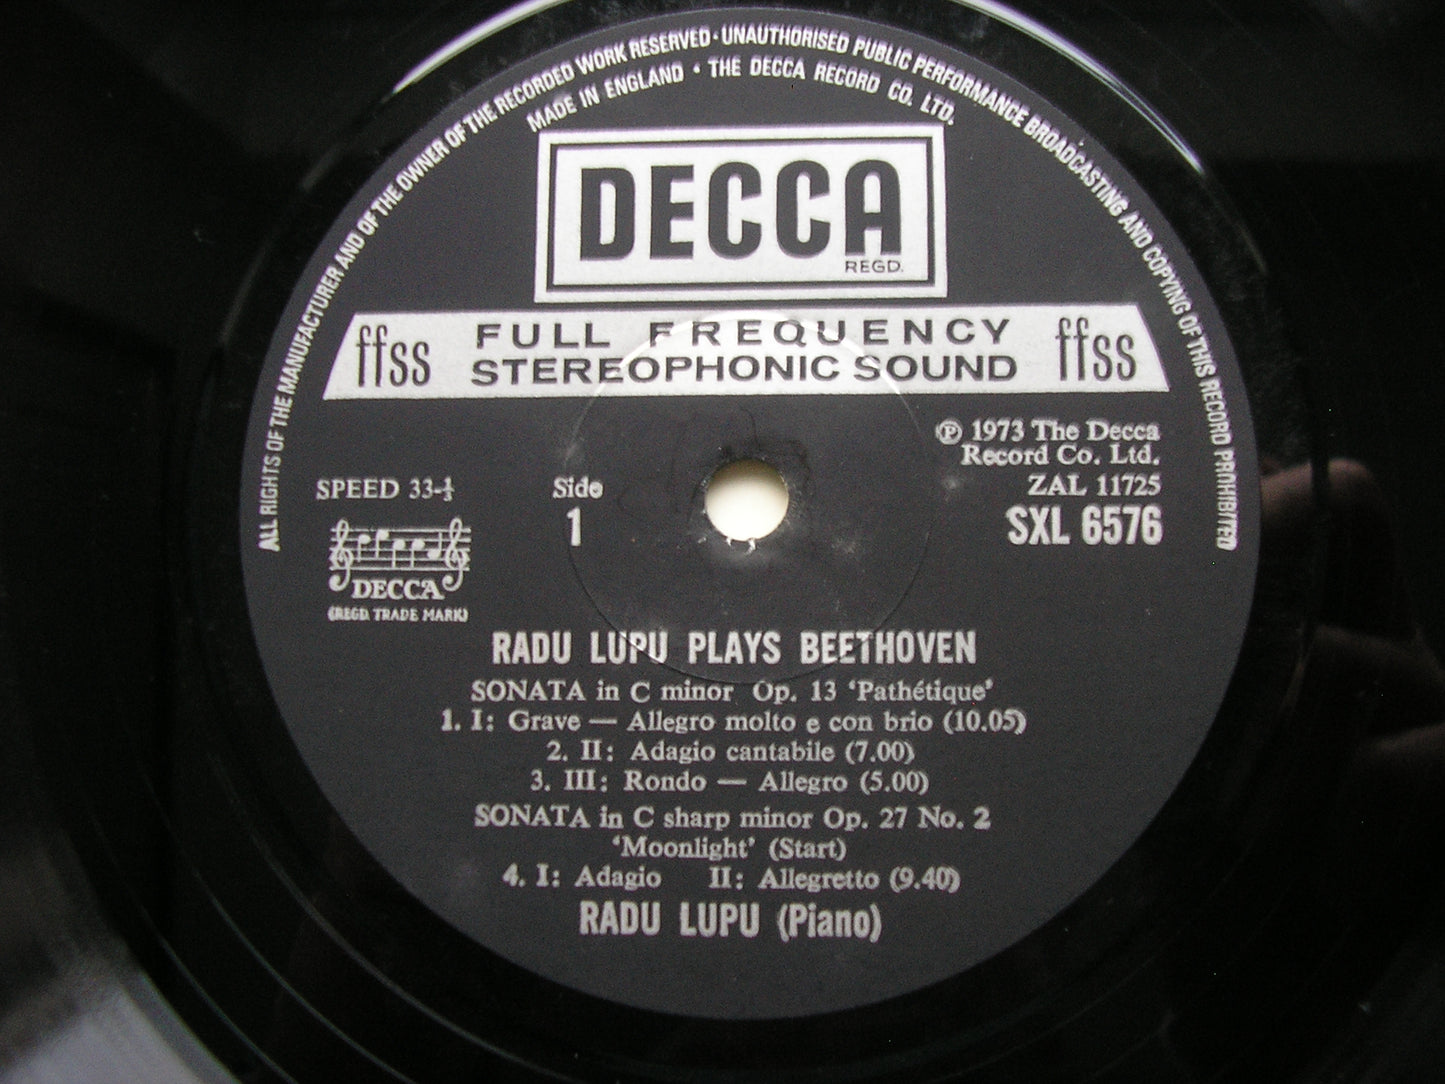 ALL RIGHTS OF THE MANUFACTURER AND OF THE OWNER OF THE RECORDED WORK RESERVED · UNAUTHORISED PUBLIC PERFORMANCE BROADCASTING AND COPYING OF THIS RECORD PROHIBITED
MADE IN ENGLAND · THE DECCA RECORD CO. LTD.
DECCA
REGD.
ffss FULL FREQUENCY ffss
STEREOPHONIC SOUND
℗ 1973 The Decca
Record Co. Ltd.
SPEED 33-⅓ Side ZAL 11725
1 SXL 6576
DECCA
(REGD. TRADE MARK)
RADU LUPU PLAYS BEETHOVEN
SONATA in C minor Op. 13 ‘Pathétique’
1. I: Grave — Allegro molto e con brio (10.05)
2. II: Adagio cantabile (7.00)
3. III: Rondo — Allegro (5.00)
SONATA in C sharp minor Op. 27 No. 2
‘Moonlight’ (Start)
4. I: Adagio II: Allegretto (9.40)
RADU LUPU (Piano)